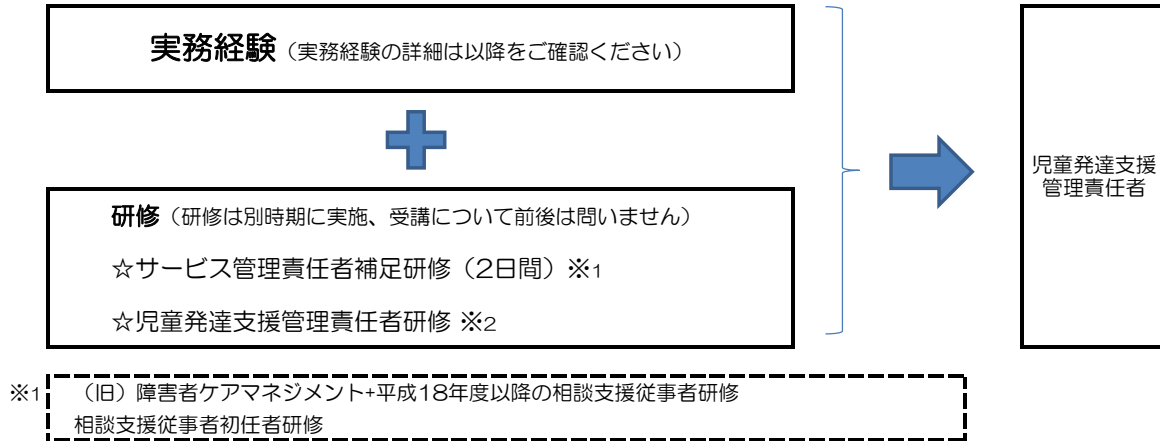 実務経験（実務経験の詳細は以降をご確認ください）
研修（研修は別時期に実施、受講について前後は問いません）
☆サービス管理責任者補足研修（2日間）※1
☆児童発達支援管理責任者研修 ※2
児童発達支援
管理責任者
※1 （旧）障害者ケアマネジメント+平成18年度以降の相談支援従事者研修
相談支援従事者初任者研修